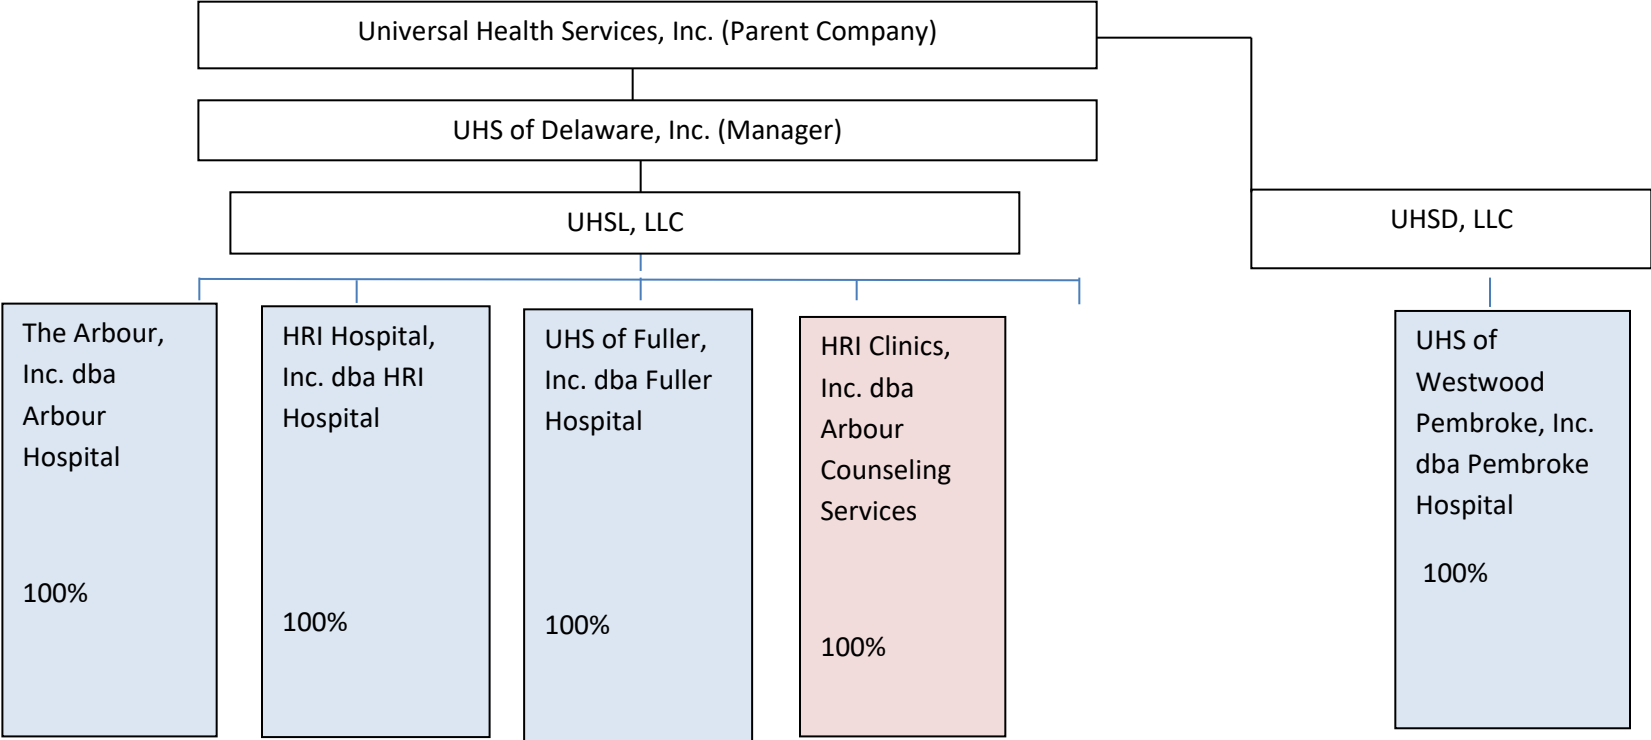 Universal Health Services, Inc. (Parent Company)
UHS of Delaware, Inc. (Manager)
UHSL, LLC
UHSD, LLC
The Arbour,
Inc. dba
Arbour
Hospital
100%
HRI Hospital,
Inc. dba HRI
Hospital
100%
UHS of Fuller,
Inc. dba Fuller
Hospital
100%
HRI Clinics,
Inc. dba
Arbour
Counseling
Services
100%
UHS of
Westwood
Pembroke, Inc.
dba Pembroke
Hospital
100%